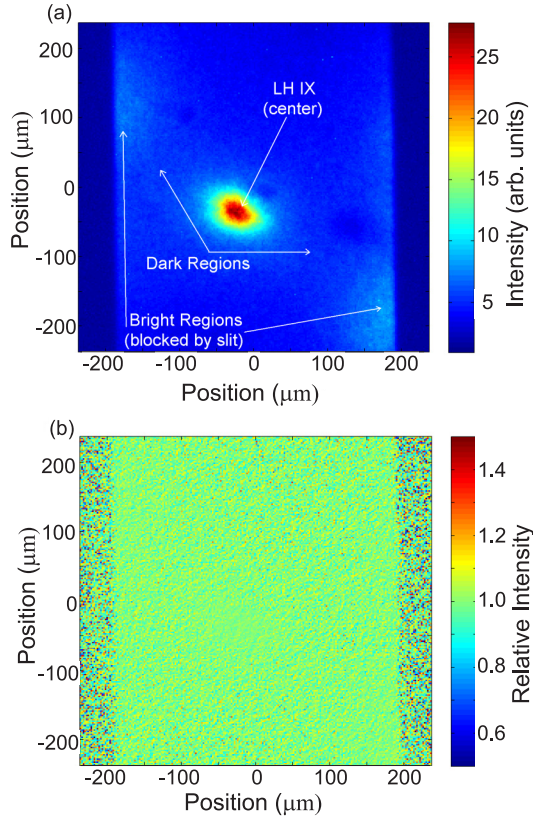 (a)
200
100
0
-100
-200
Position (μm)
LH IX
(center)
Dark Regions
Bright Regions
(blocked by slit)
-200
-100
0
100
200
Position (μm)
25
20
15
10
5
Intensity (arb. units)
(b)
200
100
0
-100
-200
Position (μm)
-200
-100
0
100
200
Position (μm)
1.4
1.2
1.0
0.8
0.6
Relative Intensity